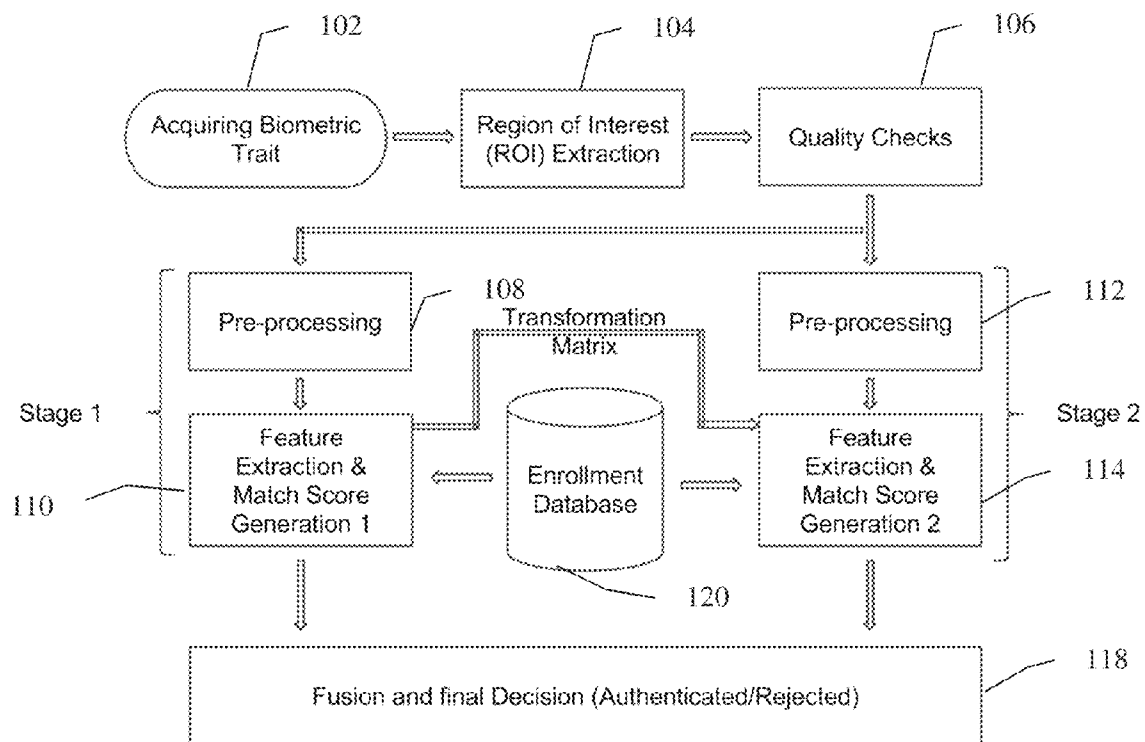 102
104
106
Acquiring Biometric
Trait
Region of Interest
(ROI) Extraction
Quality Checks
Pre-processing
108
Transformation
Matrix
Pre-processing
112
Stage 1
Feature
Extraction &
Match Score
Generation 1
110
Enrollment
Database
120
Feature
Extraction &
Match Score
Generation 2
Stage 2
114
Fusion and final Decision (Authenticated/Rejected)
118